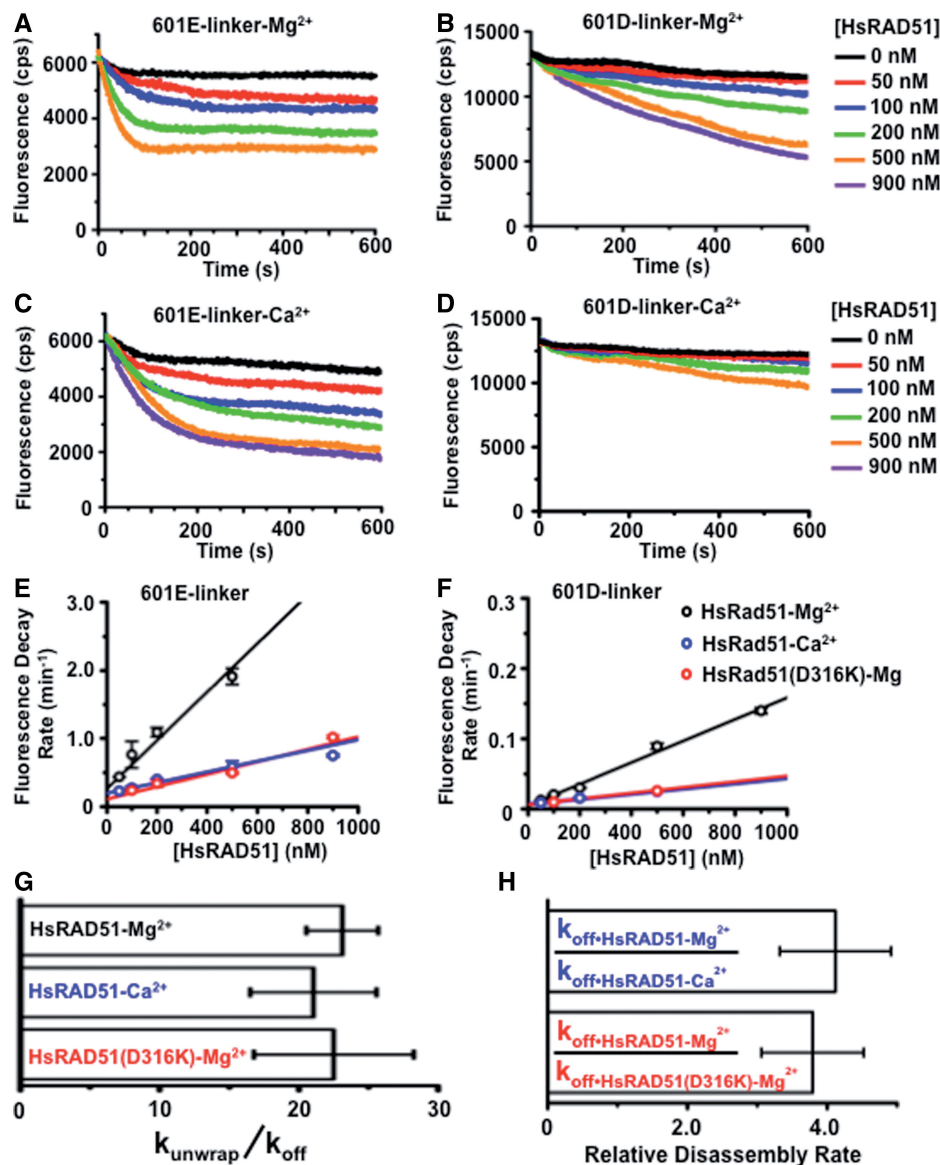 A
601E-linker-Mg²⁺
Fluorescence (cps)
6000
4000
2000
0
0 200 400 600
Time (s)
B
601D-linker-Mg²⁺
Fluorescence (cps)
15000
10000
5000
0
0 200 400 600
Time (s)
[HsRAD51]
0 nM
50 nM
100 nM
200 nM
500 nM
900 nM
C
601E-linker-Ca²⁺
Fluorescence (cps)
6000
4000
2000
0
0 200 400 600
Time (s)
D
601D-linker-Ca²⁺
Fluorescence (cps)
15000
10000
5000
0
0 200 400 600
Time (s)
[HsRAD51]
0 nM
50 nM
100 nM
200 nM
500 nM
900 nM
E
601E-linker
Fluorescence Decay
Rate (min⁻¹)
3.0
2.0
1.0
0
0 200 400 600 800 1000
[HsRAD51] (nM)
F
601D-linker
Fluorescence Decay
Rate (min⁻¹)
0.3
0.2
0.1
0
0 200 400 600 800 1000
[HsRAD51] (nM)
HsRad51-Mg²⁺
HsRad51-Ca²⁺
HsRad51(D316K)-Mg
G
HsRAD51-Mg²⁺
HsRAD51-Ca²⁺
HsRAD51(D316K)-Mg²⁺
0 10 20 30
kunwrap/koff
H
koff•HsRAD51-Mg²⁺
koff•HsRAD51-Ca²⁺
koff•HsRAD51-Mg²⁺
koff•HsRAD51(D316K)-Mg²⁺
0 2.0 4.0
Relative Disassembly Rate